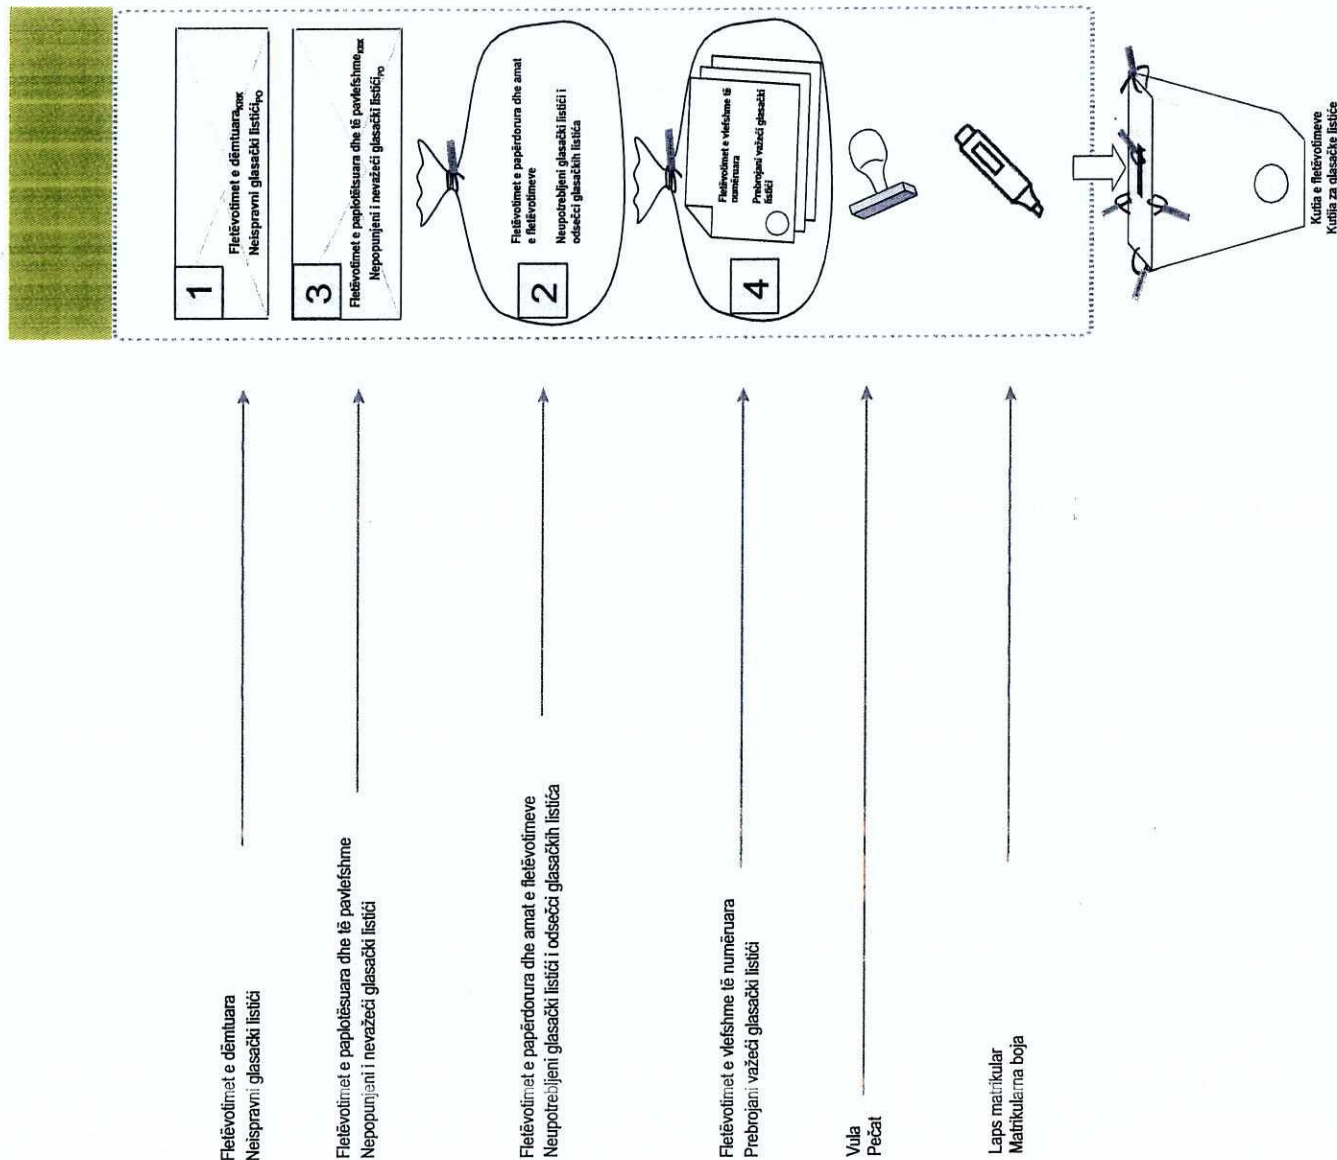 Fletëvotimet e dëmtuara
Neispravni glasački listići
1
Fletëvotimet e dëmtuaraKRK
Neispravni glasački listićiPO
Fletëvotimet e paplotësuara dhe të pavlefshme
Nepopunjeni i nevažeći glasački listići
3
Fletëvotimet e paplotësuara dhe të pavlefshmeKRK
Nepopunjeni i nevažeći glasački listićiPO
Fletëvotimet e papërdorura dhe amat e fletëvotimeve
Neupotrebljeni glasački listići i odsečci glasačkih listića
2
Fletëvotimet e papërdorura dhe amat
e fletëvotimeve
Neupotrebljeni glasački listići i
odsečci glasačkih listića
Fletëvotimet e vlefshme të numëruara
Prebrojani važeći glasački listići
4
Fletëvotimet e vlefshme të
numëruara
Prebrojani važeći glasački
listići
Vula
Pečat
Laps matrikular
Matrikularna boja
Kutia e fletëvotimeve
Kutija za glasačke listiće